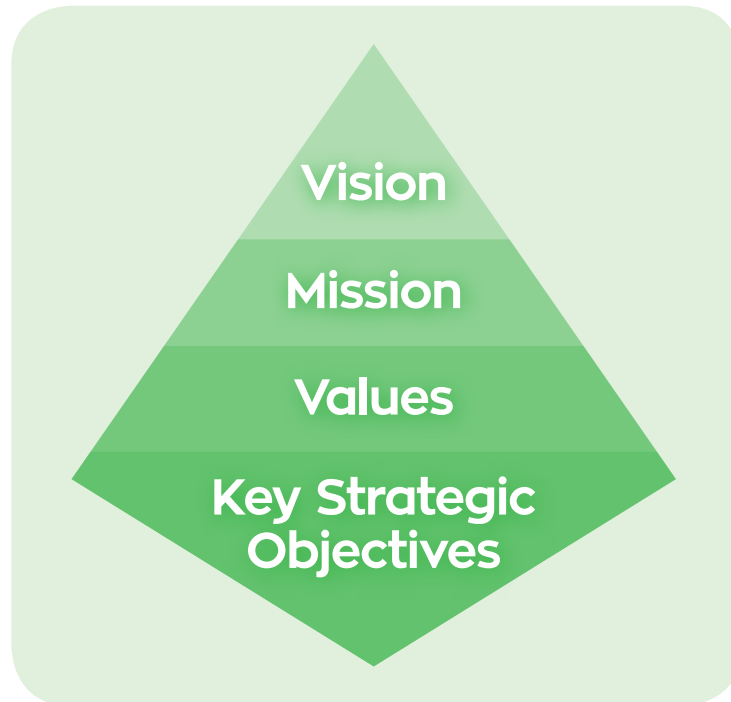 Vision
Mission
Values
Key Strategic
Objectives